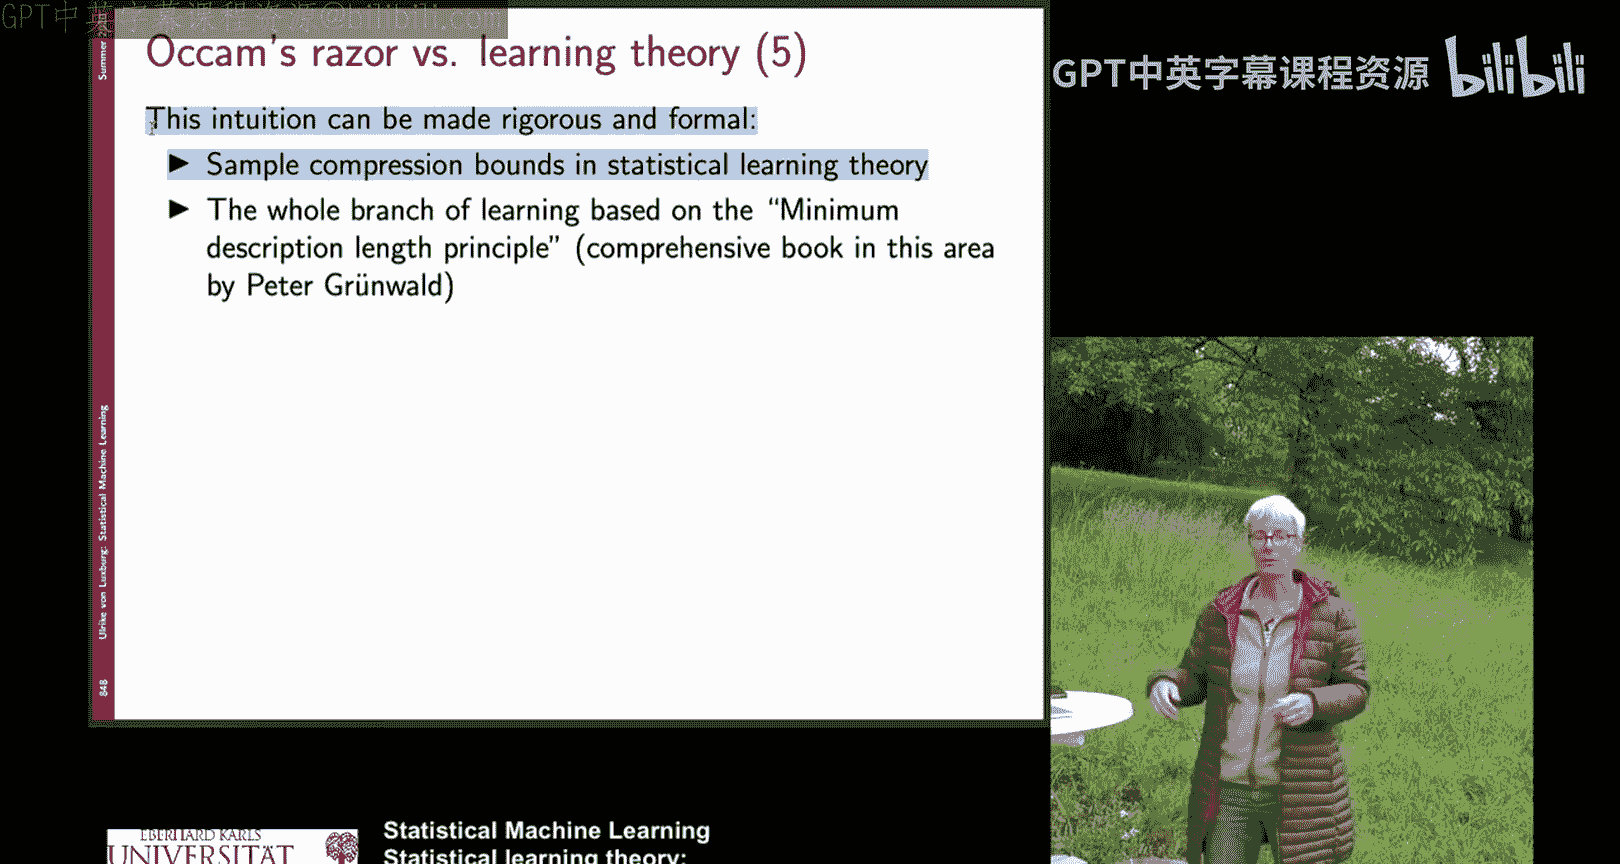 GPT中英字幕课程资源@bilibili.com
Occam's razor vs. learning theory (5)
This intuition can be made rigorous and formal:
▶ Sample compression bounds in statistical learning theory
▶ The whole branch of learning based on the “Minimum
description length principle” (comprehensive book in this area
by Peter Grünwald)
Summer
Ulrike von Luxburg: Statistical Machine Learning
848
GPT中英字幕课程资源 bilibili
EBERHARD KARLS
UNIVERSITÄT
Statistical Machine Learning
Statistical learning theory: